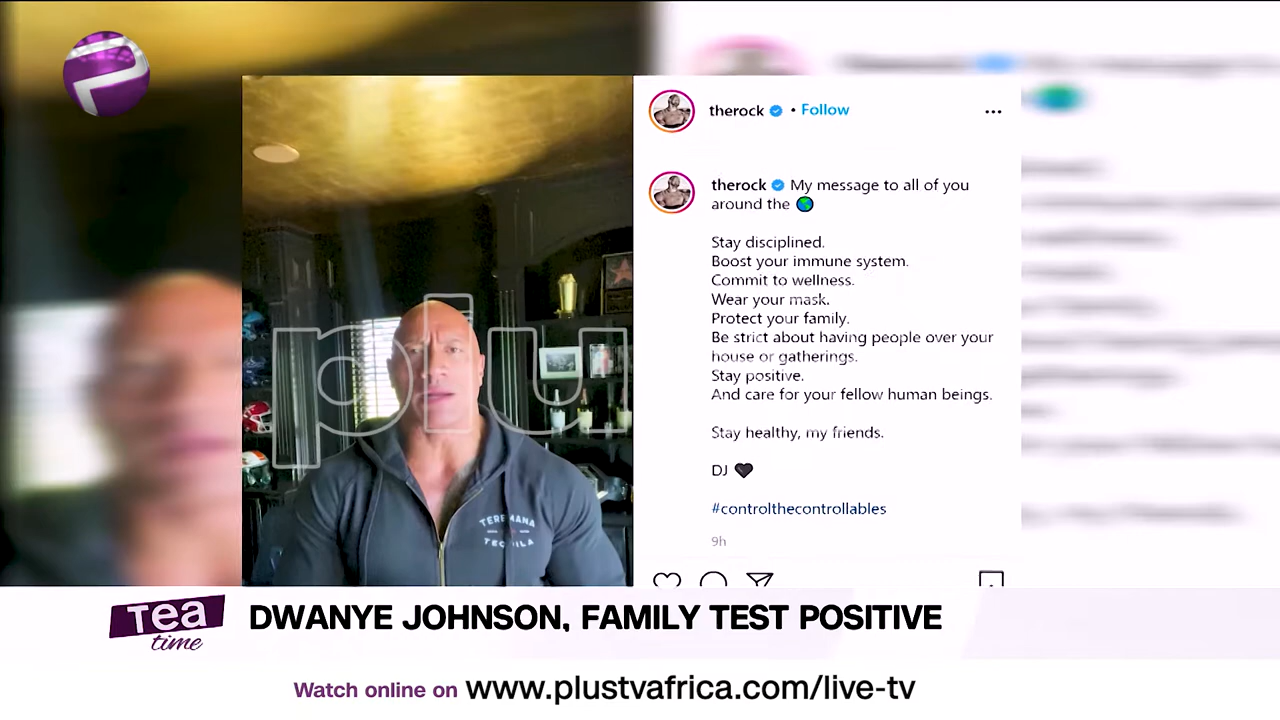 therock • Follow
therock My message to all of you
around the
Stay disciplined.
Boost your immune system.
Commit to wellness.
Wear your mask.
Protect your family.
Be strict about having people over your
house or gatherings.
Stay positive.
And care for your fellow human beings.
Stay healthy, my friends.
DJ
#controlthecontrollables
9h
plu
TEREMANA
TEQUILA
Tea
time
DWANYE JOHNSON, FAMILY TEST POSITIVE
Watch online on www.plustvafrica.com/live-tv